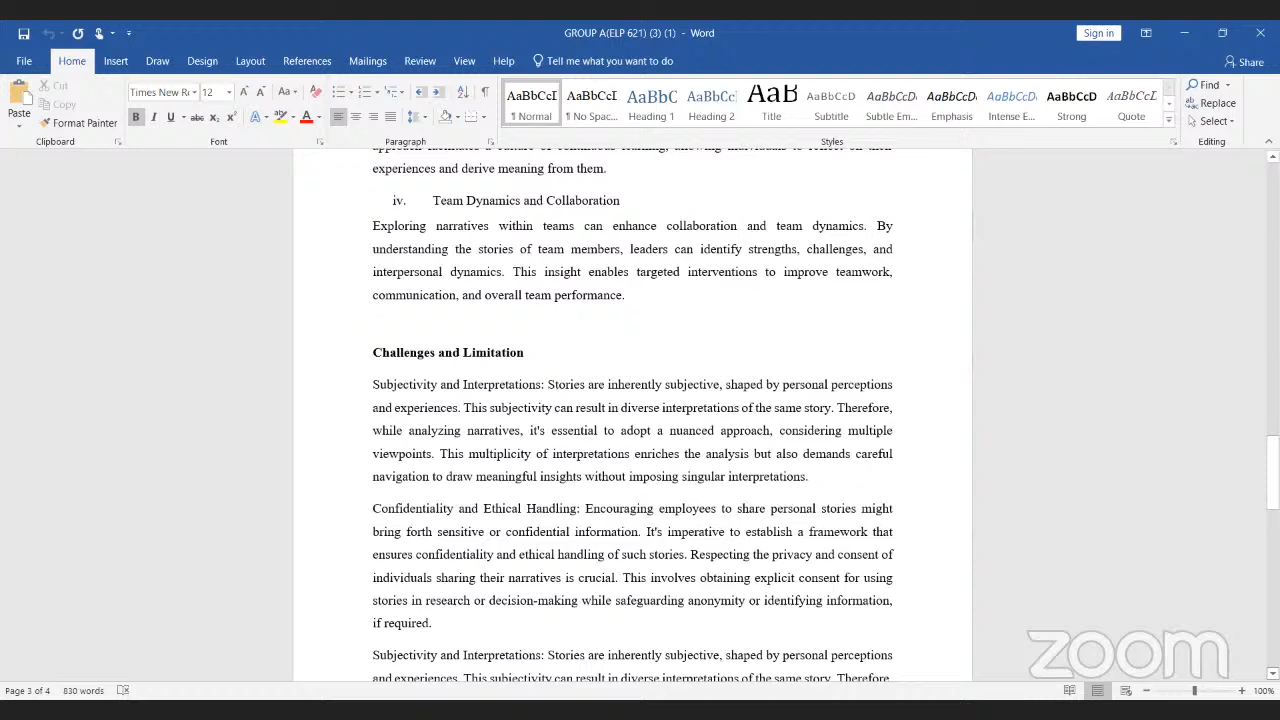 GROUP A(ELP 621) (3) (1) - Word
Sign in
File Home Insert Draw Design Layout References Mailings Review View Help Tell me what you want to do
Share
Paste
Cut
Copy
Format Painter
Clipboard
Times New R
12
Font
Paragraph
AaBbCcI AaBbCcI AaBbC AaBbCc AaB AaBbCcD AaBbCcD AaBbCcD AaBbCcD AaBbCcD AaBbCcD
¶ Normal ¶ No Spac... Heading 1 Heading 2 Title Subtitle Subtle Em... Emphasis Intense E... Strong Quote
Styles
Find
Replace
Select
Editing
approach facilitates a culture of continuous learning, allowing individuals to reflect on their
experiences and derive meaning from them.
iv. Team Dynamics and Collaboration
Exploring narratives within teams can enhance collaboration and team dynamics. By
understanding the stories of team members, leaders can identify strengths, challenges, and
interpersonal dynamics. This insight enables targeted interventions to improve teamwork,
communication, and overall team performance.
Challenges and Limitation
Subjectivity and Interpretations: Stories are inherently subjective, shaped by personal perceptions
and experiences. This subjectivity can result in diverse interpretations of the same story. Therefore,
while analyzing narratives, it's essential to adopt a nuanced approach, considering multiple
viewpoints. This multiplicity of interpretations enriches the analysis but also demands careful
navigation to draw meaningful insights without imposing singular interpretations.
Confidentiality and Ethical Handling: Encouraging employees to share personal stories might
bring forth sensitive or confidential information. It's imperative to establish a framework that
ensures confidentiality and ethical handling of such stories. Respecting the privacy and consent of
individuals sharing their narratives is crucial. This involves obtaining explicit consent for using
stories in research or decision-making while safeguarding anonymity or identifying information,
if required.
Subjectivity and Interpretations: Stories are inherently subjective, shaped by personal perceptions
and experiences. This subjectivity can result in diverse interpretations of the same story. Therefore,
zoom
Page 3 of 4 830 words
100%